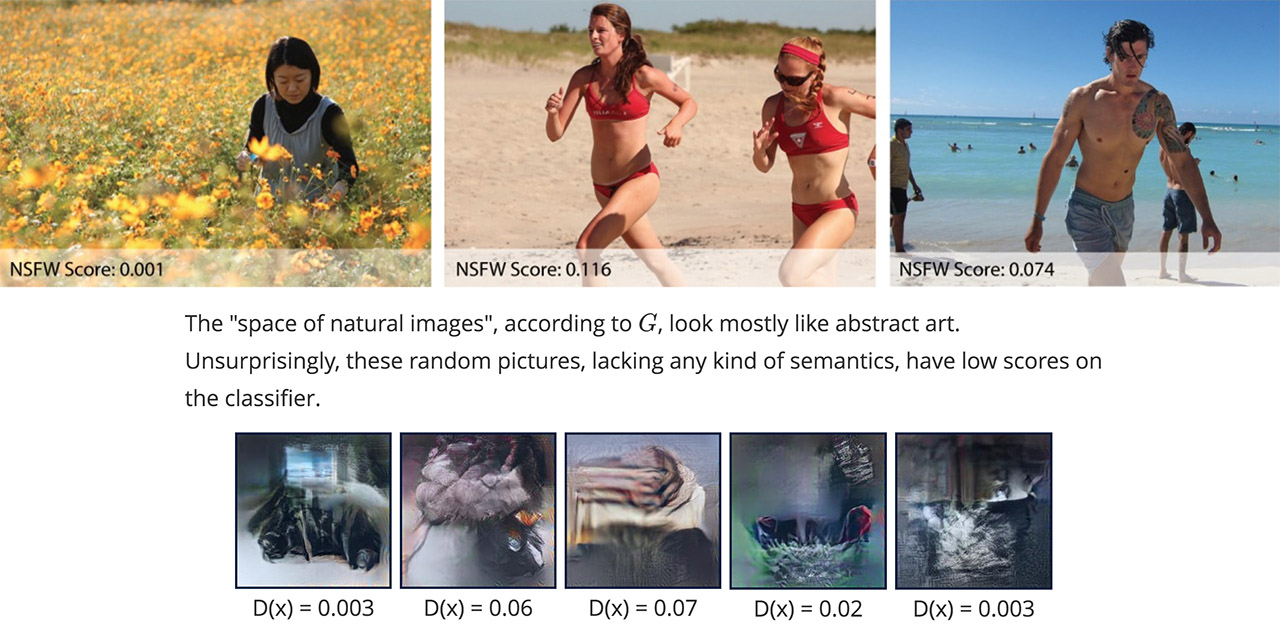 NSFW Score: 0.001
NSFW Score: 0.116
NSFW Score: 0.074
The "space of natural images", according to G, look mostly like abstract art.
Unsurprisingly, these random pictures, lacking any kind of semantics, have low scores on
the classifier.
D(x) = 0.003
D(x) = 0.06
D(x) = 0.07
D(x) = 0.02
D(x) = 0.003